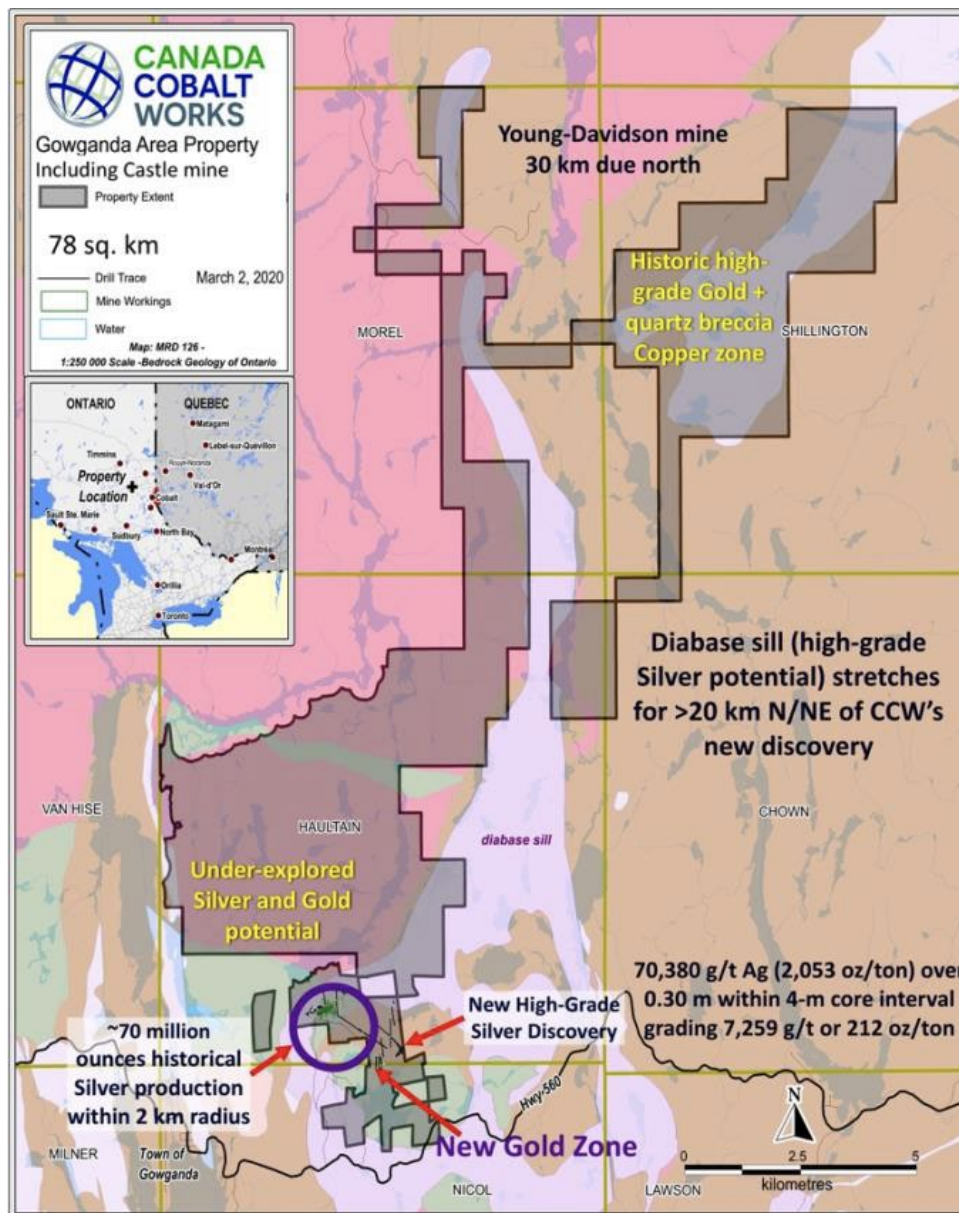 CANADA
COBALT
WORKS
Gowganda Area Property
Including Castle mine
Property Extent
78 sq. km
Drill Trace
March 2, 2020
Mine Workings
Water
Map: MRD 126 -
1:250 000 Scale -Bedrock Geology of Ontario
ONTARIO
QUEBEC
Matagami
Lebel-sur-Quevillon
Timmins
Rouyn-Noranda
Val-d'Or
Property
Location
Cobalt
Sault Ste. Marie
Sudbury
North Bay
Montréal
Orillia
Toronto
Young-Davidson mine
30 km due north
Historic high-
grade Gold +
quartz breccia
Copper zone
MOREL
SHILLINGTON
Diabase sill (high-grade
Silver potential) stretches
for >20 km N/NE of CCW's
new discovery
VAN HISE
HAULTAIN
diabase sill
CHOWN
Under-explored
Silver and Gold
potential
70,380 g/t Ag (2,053 oz/ton) over
0.30 m within 4-m core interval
grading 7,259 g/t or 212 oz/ton
New High-Grade
Silver Discovery
~70 million
ounces historical
Silver production
within 2 km radius
Hwy-560
N
New Gold Zone
MILNER
Town of
Gowganda
NICOL
LAWSON
0 2.5 5
kilometres